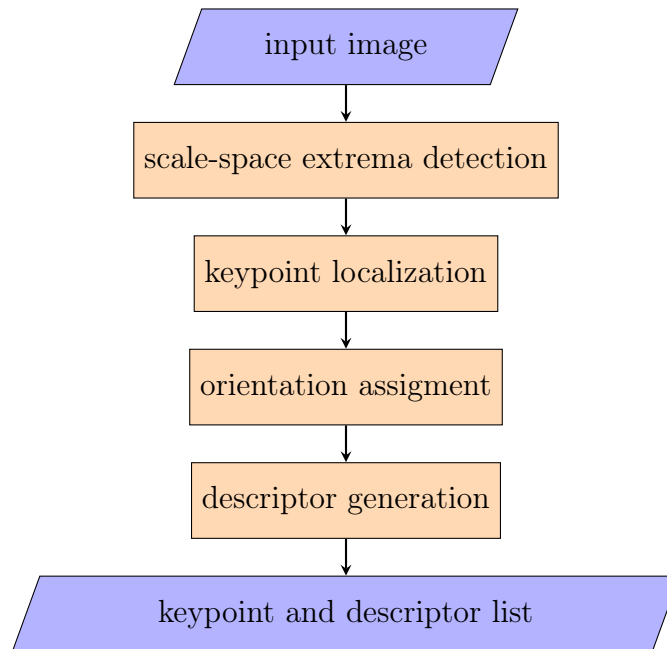 input image
scale-space extrema detection
keypoint localization
orientation assigment
descriptor generation
keypoint and descriptor list